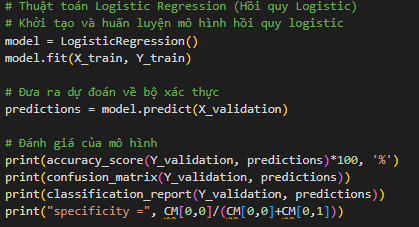 # Thuật toán Logistic Regression (Hồi quy Logistic)
# Khởi tạo và huấn luyện mô hình hồi quy logistic
model = LogisticRegression()
model.fit(X_train, Y_train)
# Đưa ra dự đoán về bộ xác thực
predictions = model.predict(X_validation)
# Đánh giá của mô hình
print(accuracy_score(Y_validation, predictions)*100, '%')
print(confusion_matrix(Y_validation, predictions))
print(classification_report(Y_validation, predictions))
print("specificity =", CM[0,0]/(CM[0,0]+CM[0,1]))